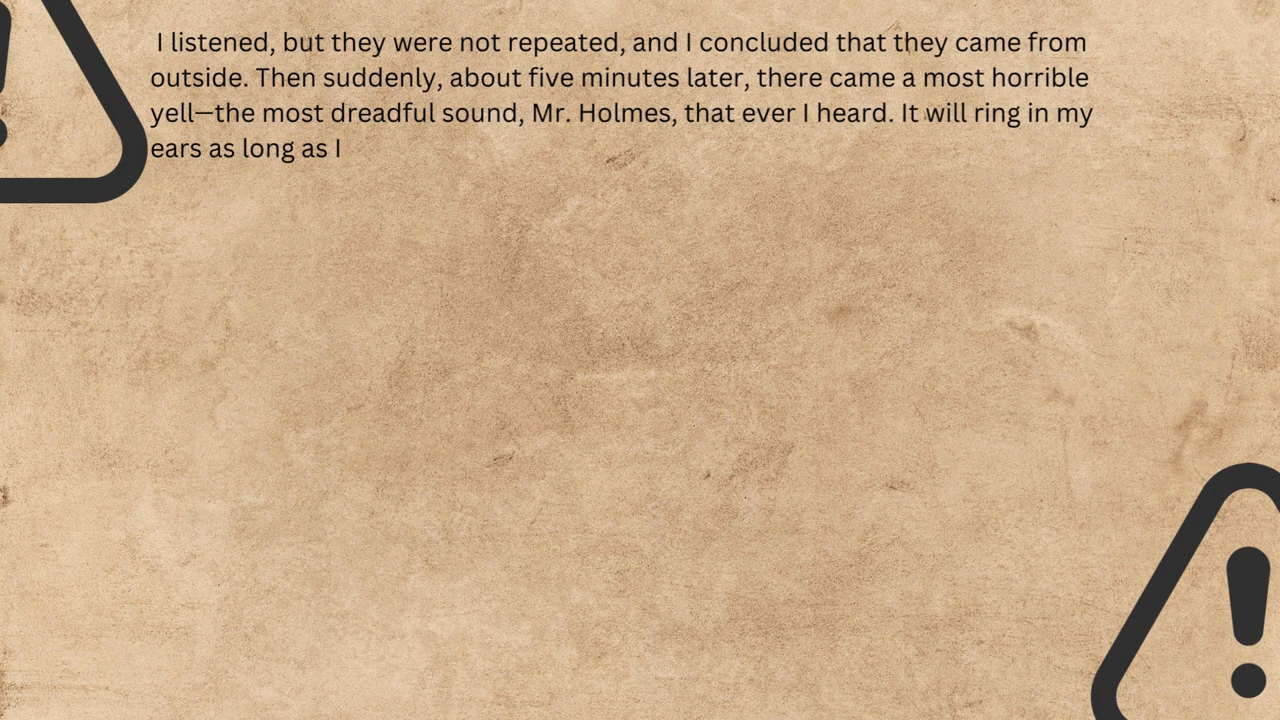 I listened, but they were not repeated, and I concluded that they came from
outside. Then suddenly, about five minutes later, there came a most horrible
yell—the most dreadful sound, Mr. Holmes, that ever I heard. It will ring in my
ears as long as I